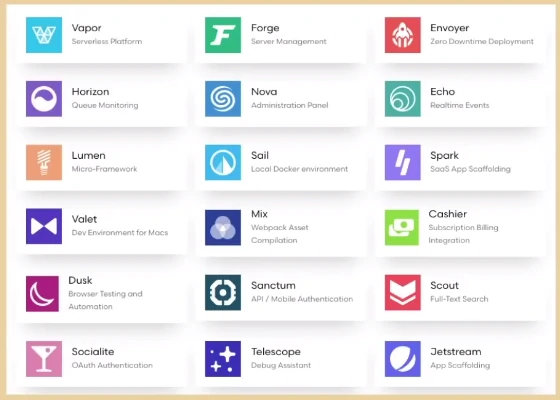 Vapor
Serverless Platform
Forge
Server Management
Envoyer
Zero Downtime Deployment
Horizon
Queue Monitoring
Nova
Administration Panel
Echo
Realtime Events
Lumen
Micro-Framework
Sail
Local Docker environment
Spark
SaaS App Scaffolding
Valet
Dev Environment for Macs
Mix
Webpack Asset
Compilation
Cashier
Subscription Billing
Integration
Dusk
Browser Testing and
Automation
Sanctum
API / Mobile Authentication
Scout
Full-Text Search
Socialite
OAuth Authentication
Telescope
Debug Assistant
Jetstream
App Scaffolding